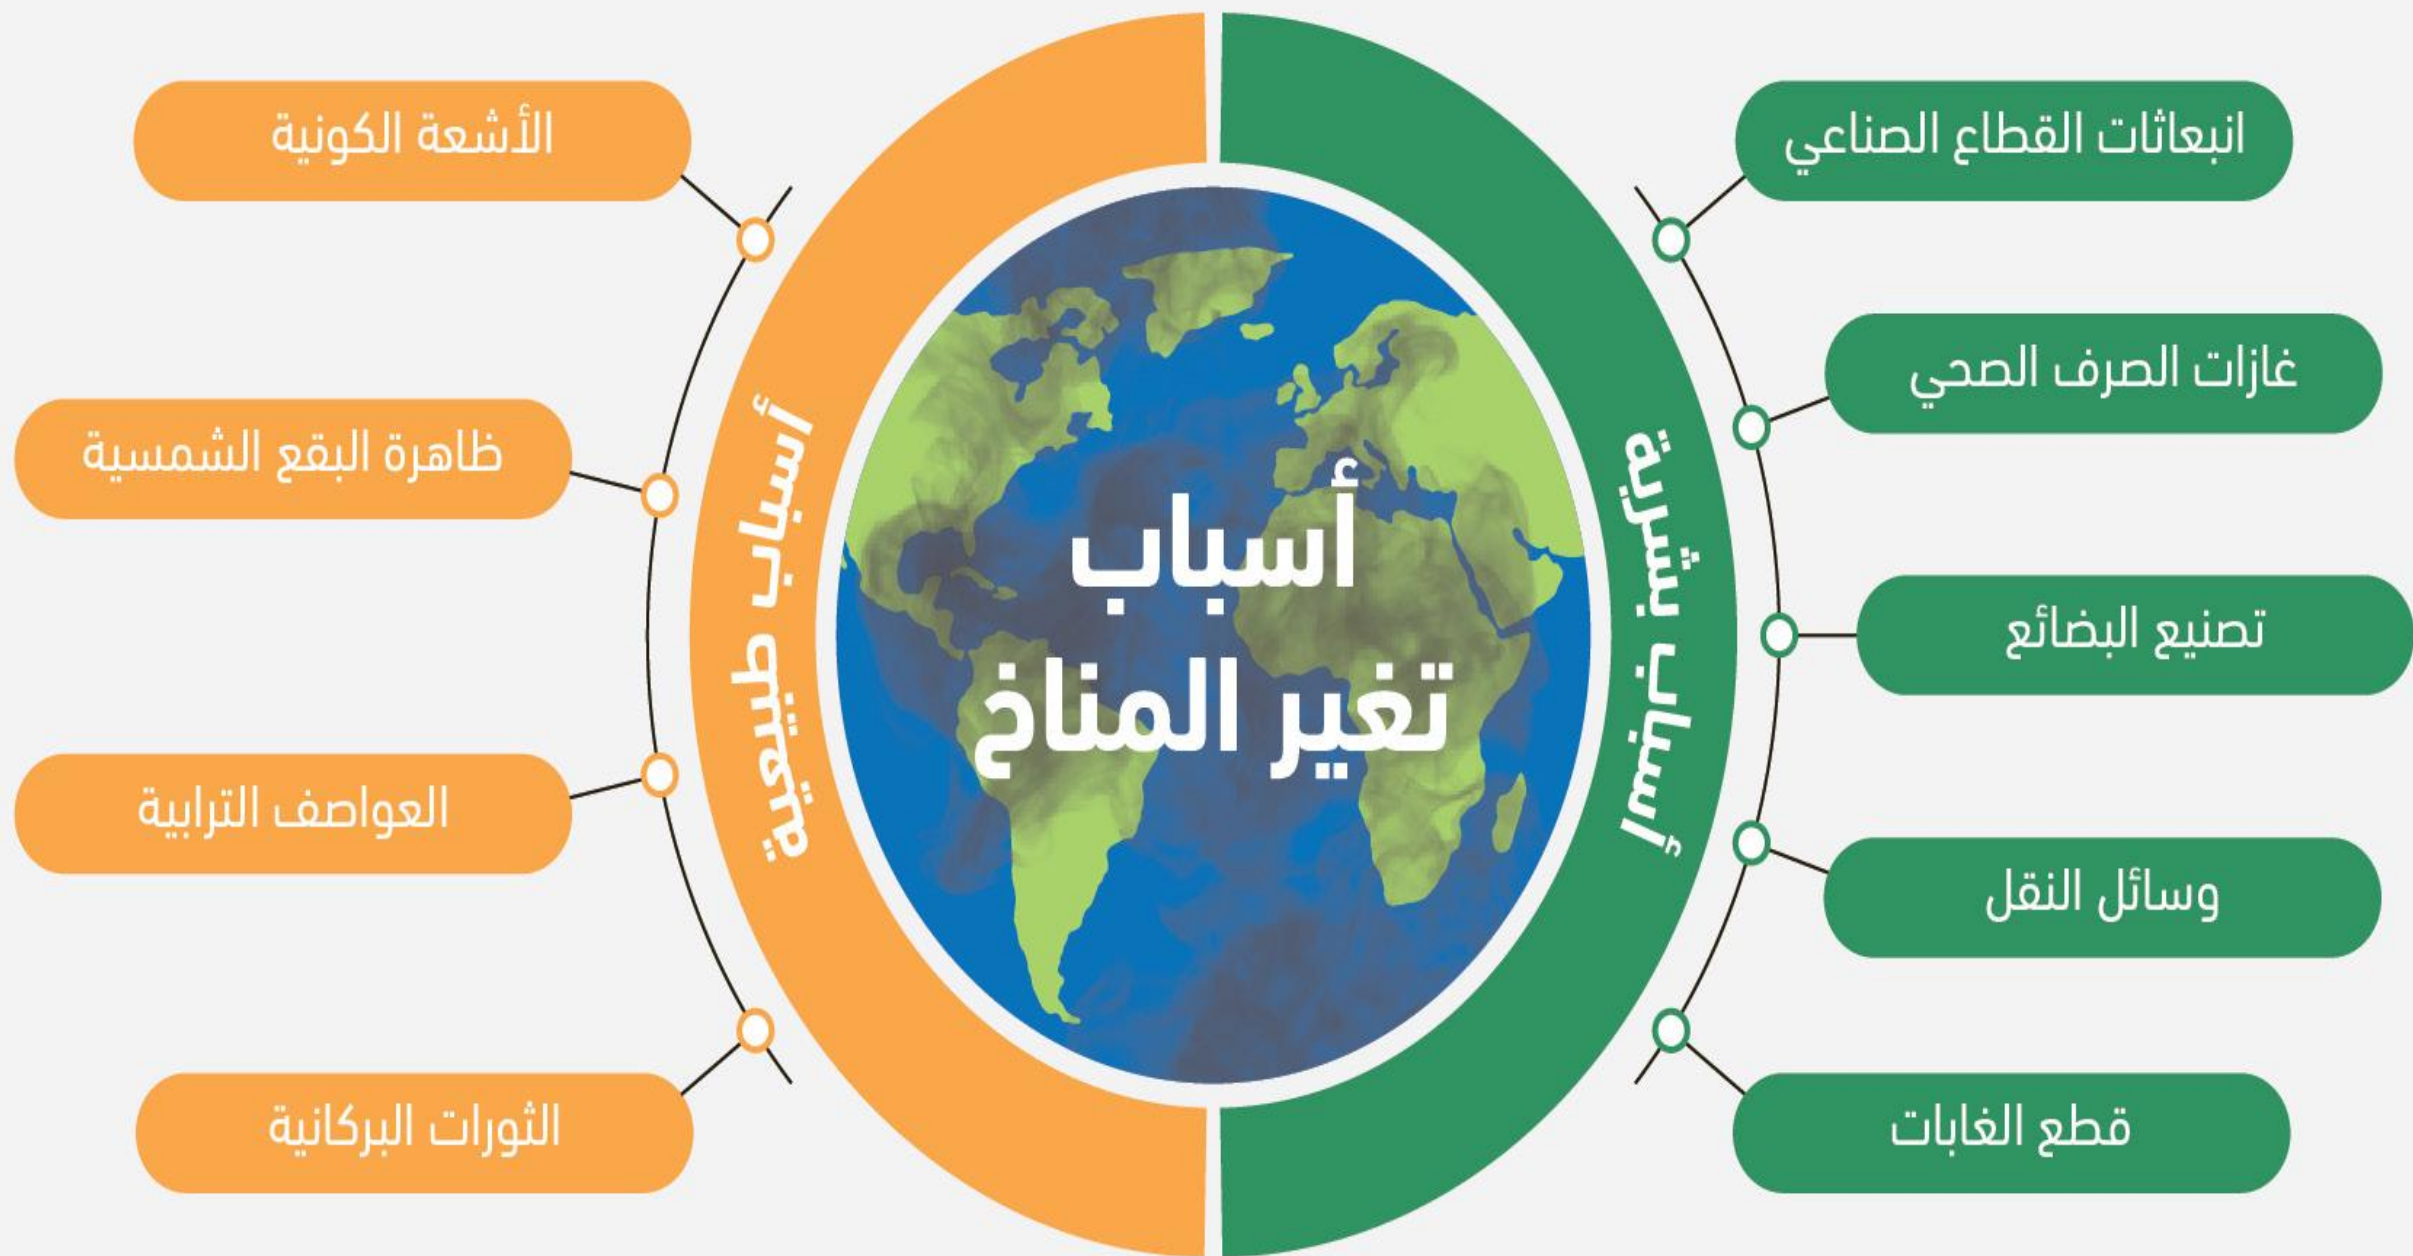 أسباب
تغير المناخ
أسباب بشرية
انبعاثات القطاع الصناعي
غازات الصرف الصحي
تصنيع البضائع
وسائل النقل
قطع الغابات
أسباب طبيعية
الأشعة الكونية
ظاهرة البقع الشمسية
العواصف الترابية
الثورات البركانية